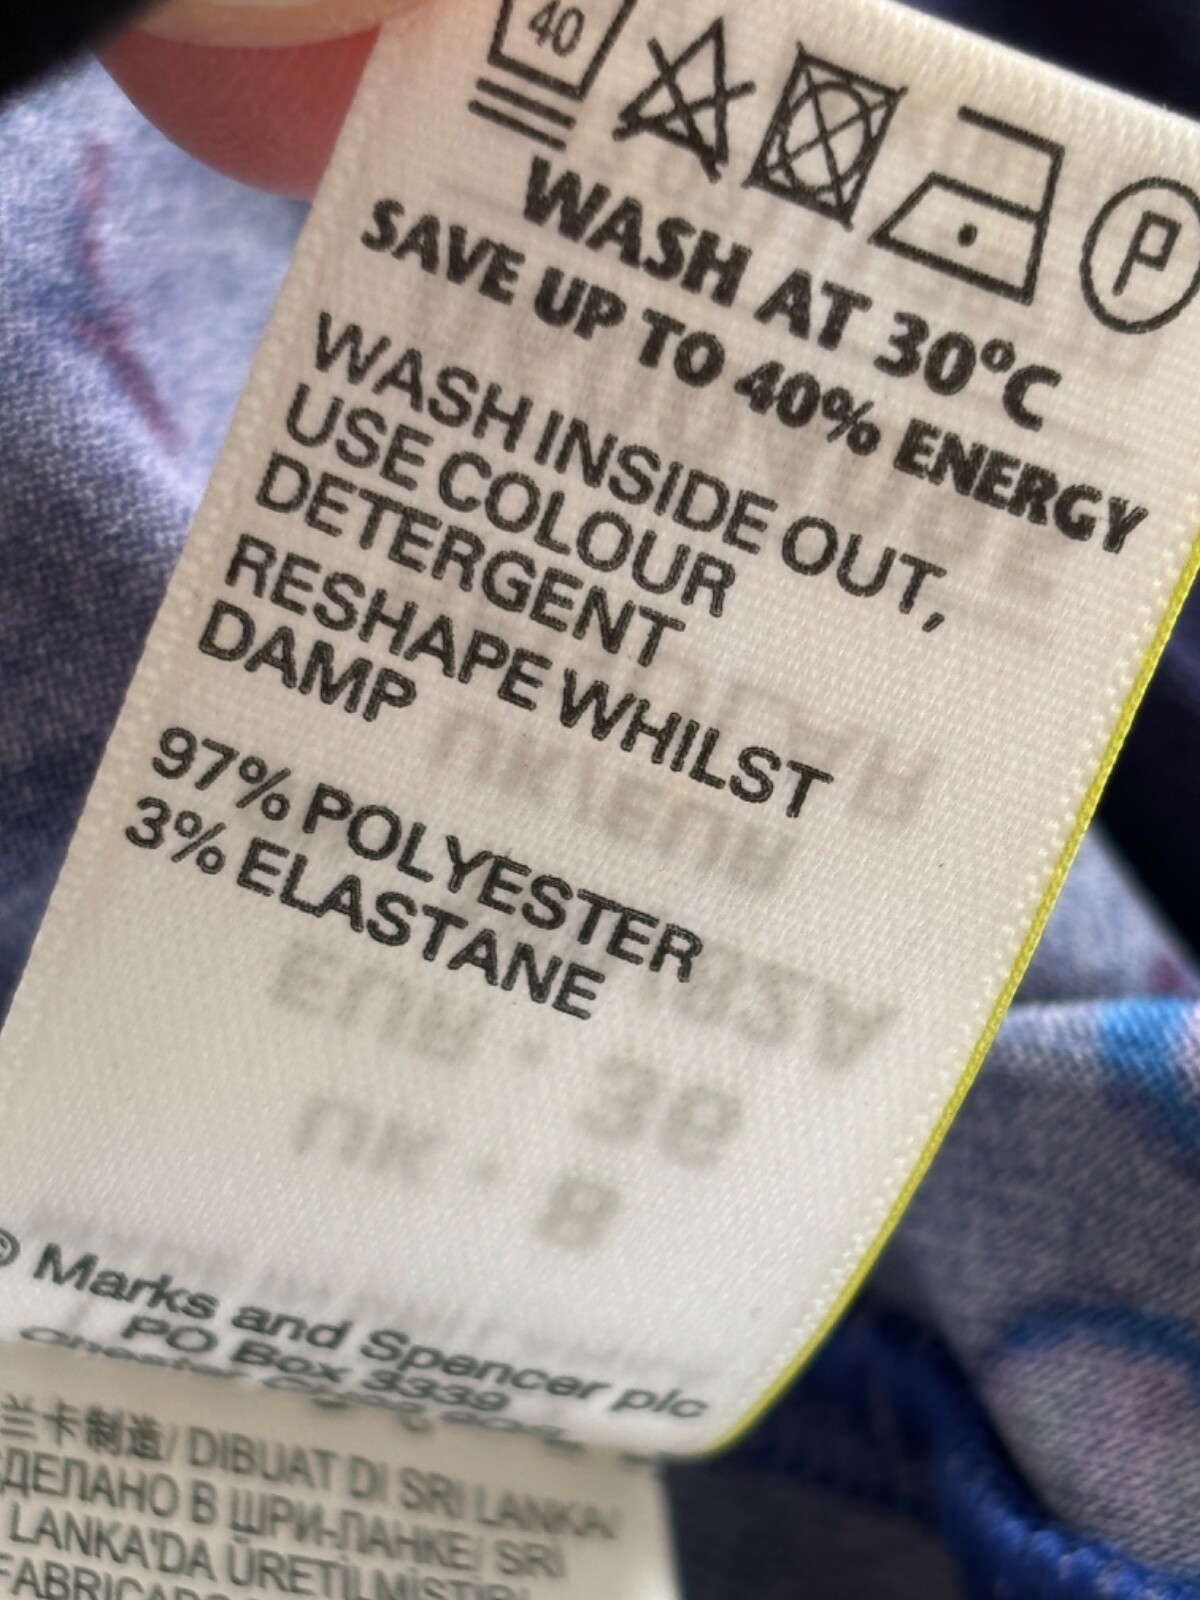 40
P
WASH AT 30°C
SAVE UP TO 40% ENERGY
WASH INSIDE OUT,
USE COLOUR
DETERGENT
RESHAPE WHILST
DAMP
97% POLYESTER
3% ELASTANE
© Marks and Spencer plc
PO Box 3339
Chester
兰卡制造/ DIBUAT DI SRI LANKA/
СДЕЛАНО В ШРИ-ЛАНКЕ/ SRI
LANKA'DA ÜRETİLMİŞTİR/